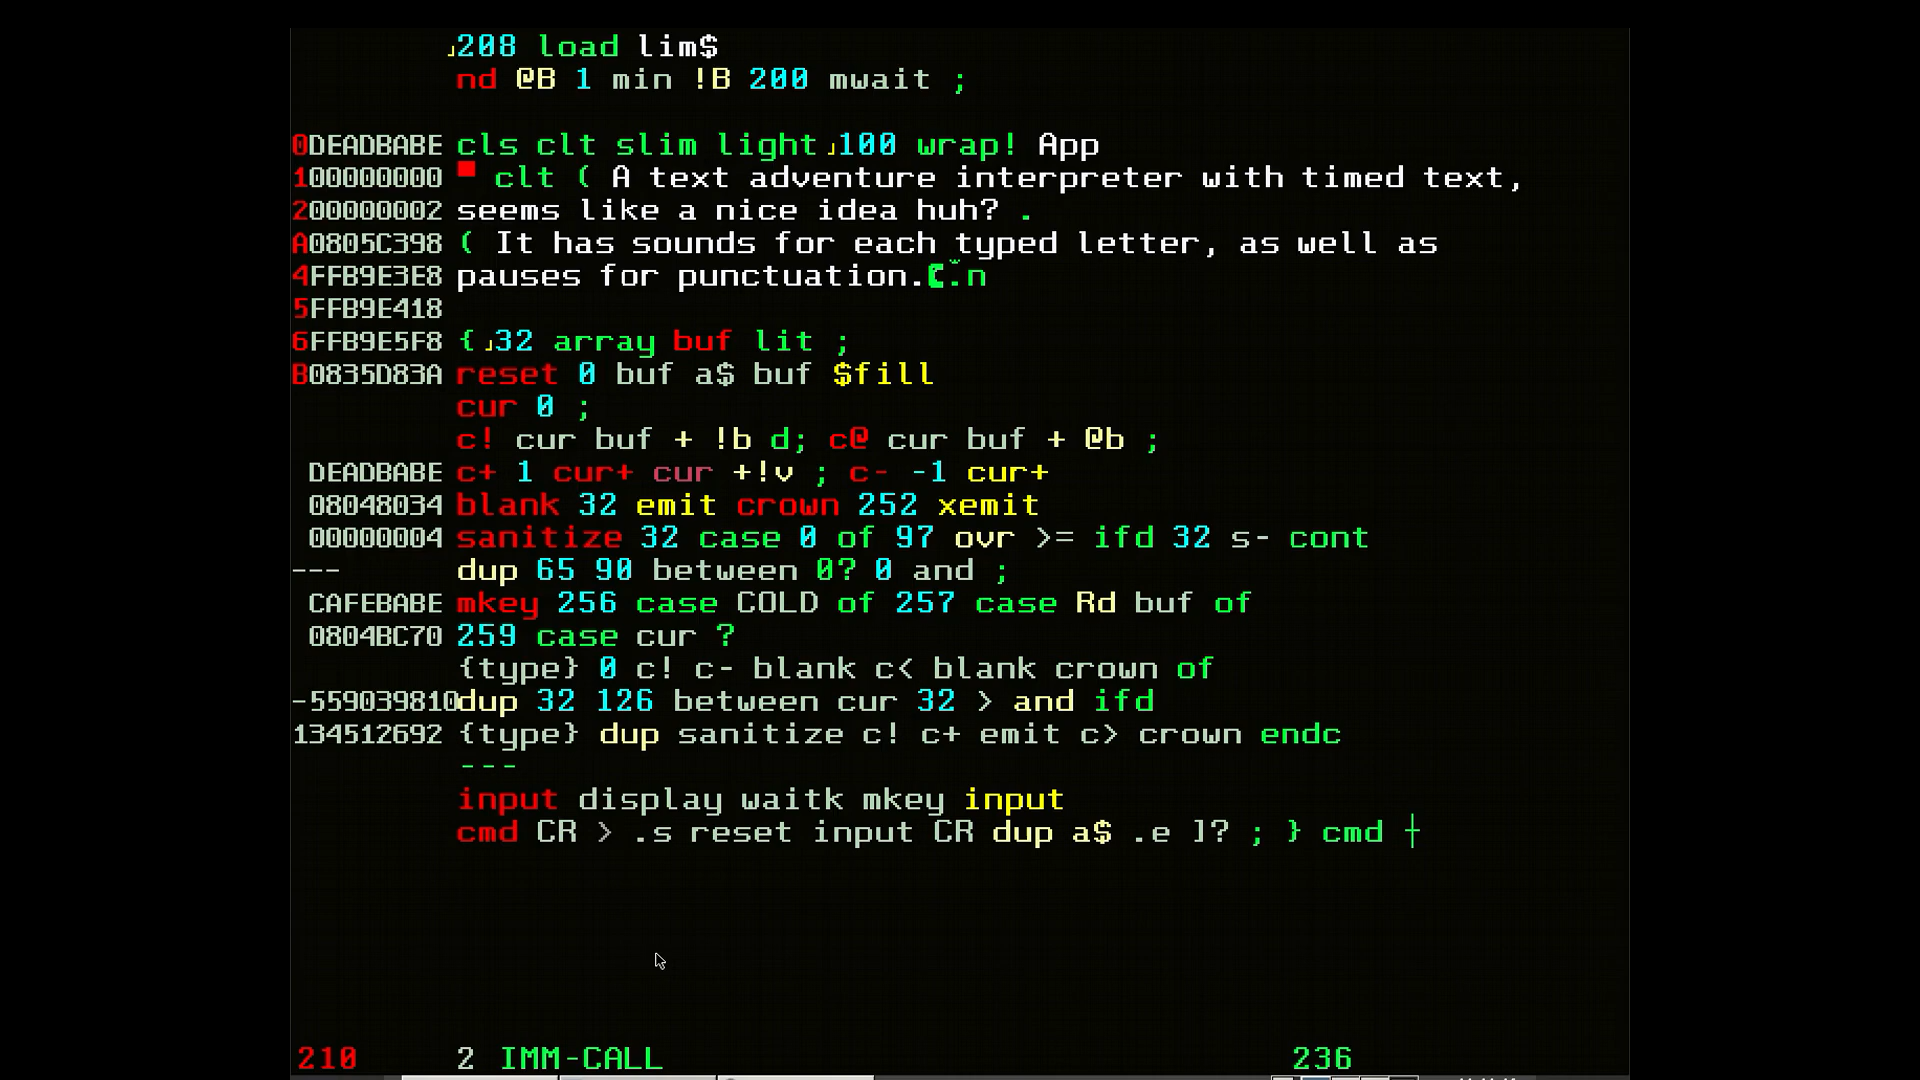 208 load lim$
nd @B 1 min !B 200 mwait ;
0DEADBABE cls clt slim light 100 wrap! App
100000000 clt ( A text adventure interpreter with timed text,
200000002 seems like a nice idea huh? .
A0805C398 ( It has sounds for each typed letter, as well as
4FFB9E3E8 pauses for punctuation. .n
5FFB9E418
6FFB9E5F8 { 32 array buf lit ;
B0835D83A reset 0 buf a$ buf $fill
cur 0 ;
c! cur buf + !b d; c@ cur buf + @b ;
DEADBABE c+ 1 cur+ cur +!v ; c- -1 cur+
08048034 blank 32 emit crown 252 xemit
00000004 sanitize 32 case 0 of 97 ovr >= ifd 32 s- cont
--- dup 65 90 between 0? 0 and ;
CAFEBABE mkey 256 case COLD of 257 case Rd buf of
0804BC70 259 case cur ?
{type} 0 c! c- blank c< blank crown of
-559039810 dup 32 126 between cur 32 > and ifd
134512692 {type} dup sanitize c! c+ emit c> crown endc
---
input display waitk mkey input
cmd CR > .s reset input CR dup a$ .e ]? ; } cmd
210 2 IMM-CALL 236